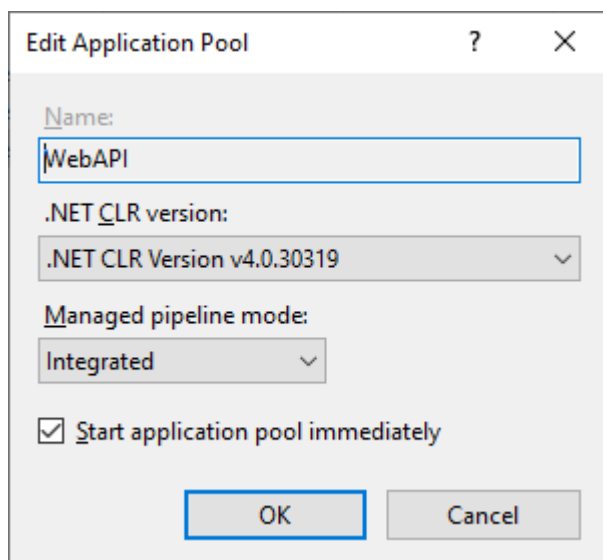 Edit Application Pool
?
Name:
WebAPI
.NET CLR version:
.NET CLR Version v4.0.30319
Managed pipeline mode:
Integrated
Start application pool immediately
OK
Cancel